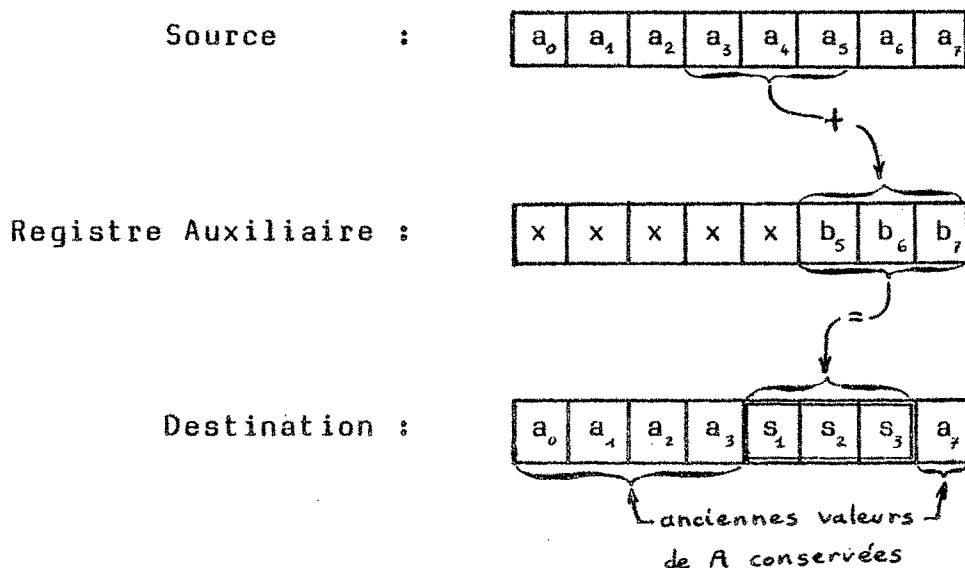 Source : a₀ a₁ a₂ a₃ a₄ a₅ a₆ a₇
+
Registre Auxiliaire : x x x x x b₅ b₆ b₇
=
Destination : a₀ a₁ a₂ a₃ s₁ s₂ s₃ a₇
anciennes valeurs
de A conservées